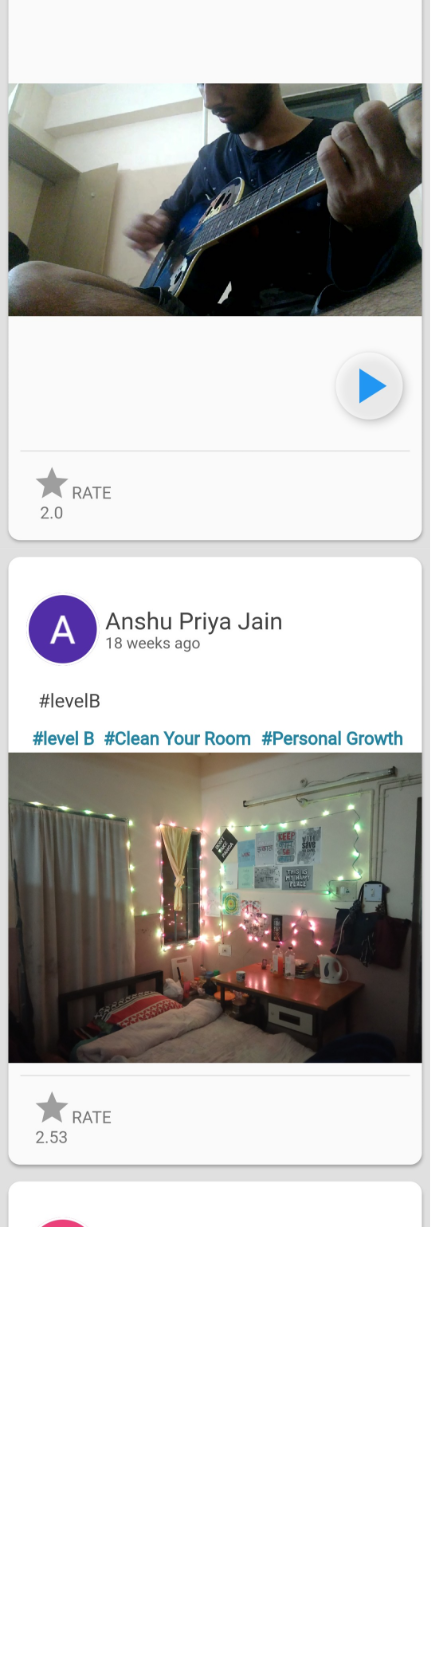 RATE
2.0
A
Anshu Priya Jain
18 weeks ago
#levelB
#level B #Clean Your Room #Personal Growth
RATE
2.53